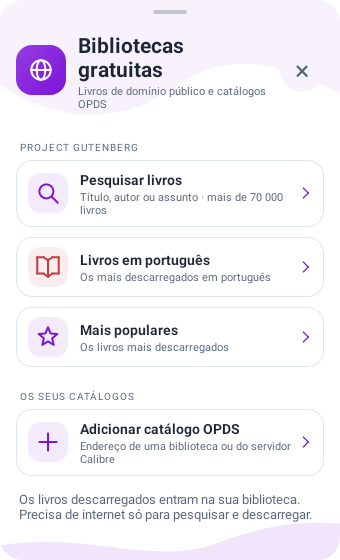 Bibliotecas
gratuitas
Livros de domínio público e catálogos
OPDS
PROJECT GUTENBERG
Pesquisar livros
Título, autor ou assunto · mais de 70 000
livros
Livros em português
Os mais descarregados em português
Mais populares
Os livros mais descarregados
OS SEUS CATÁLOGOS
Adicionar catálogo OPDS
Endereço de uma biblioteca ou do servidor
Calibre
Os livros descarregados entram na sua biblioteca.
Precisa de internet só para pesquisar e descarregar.